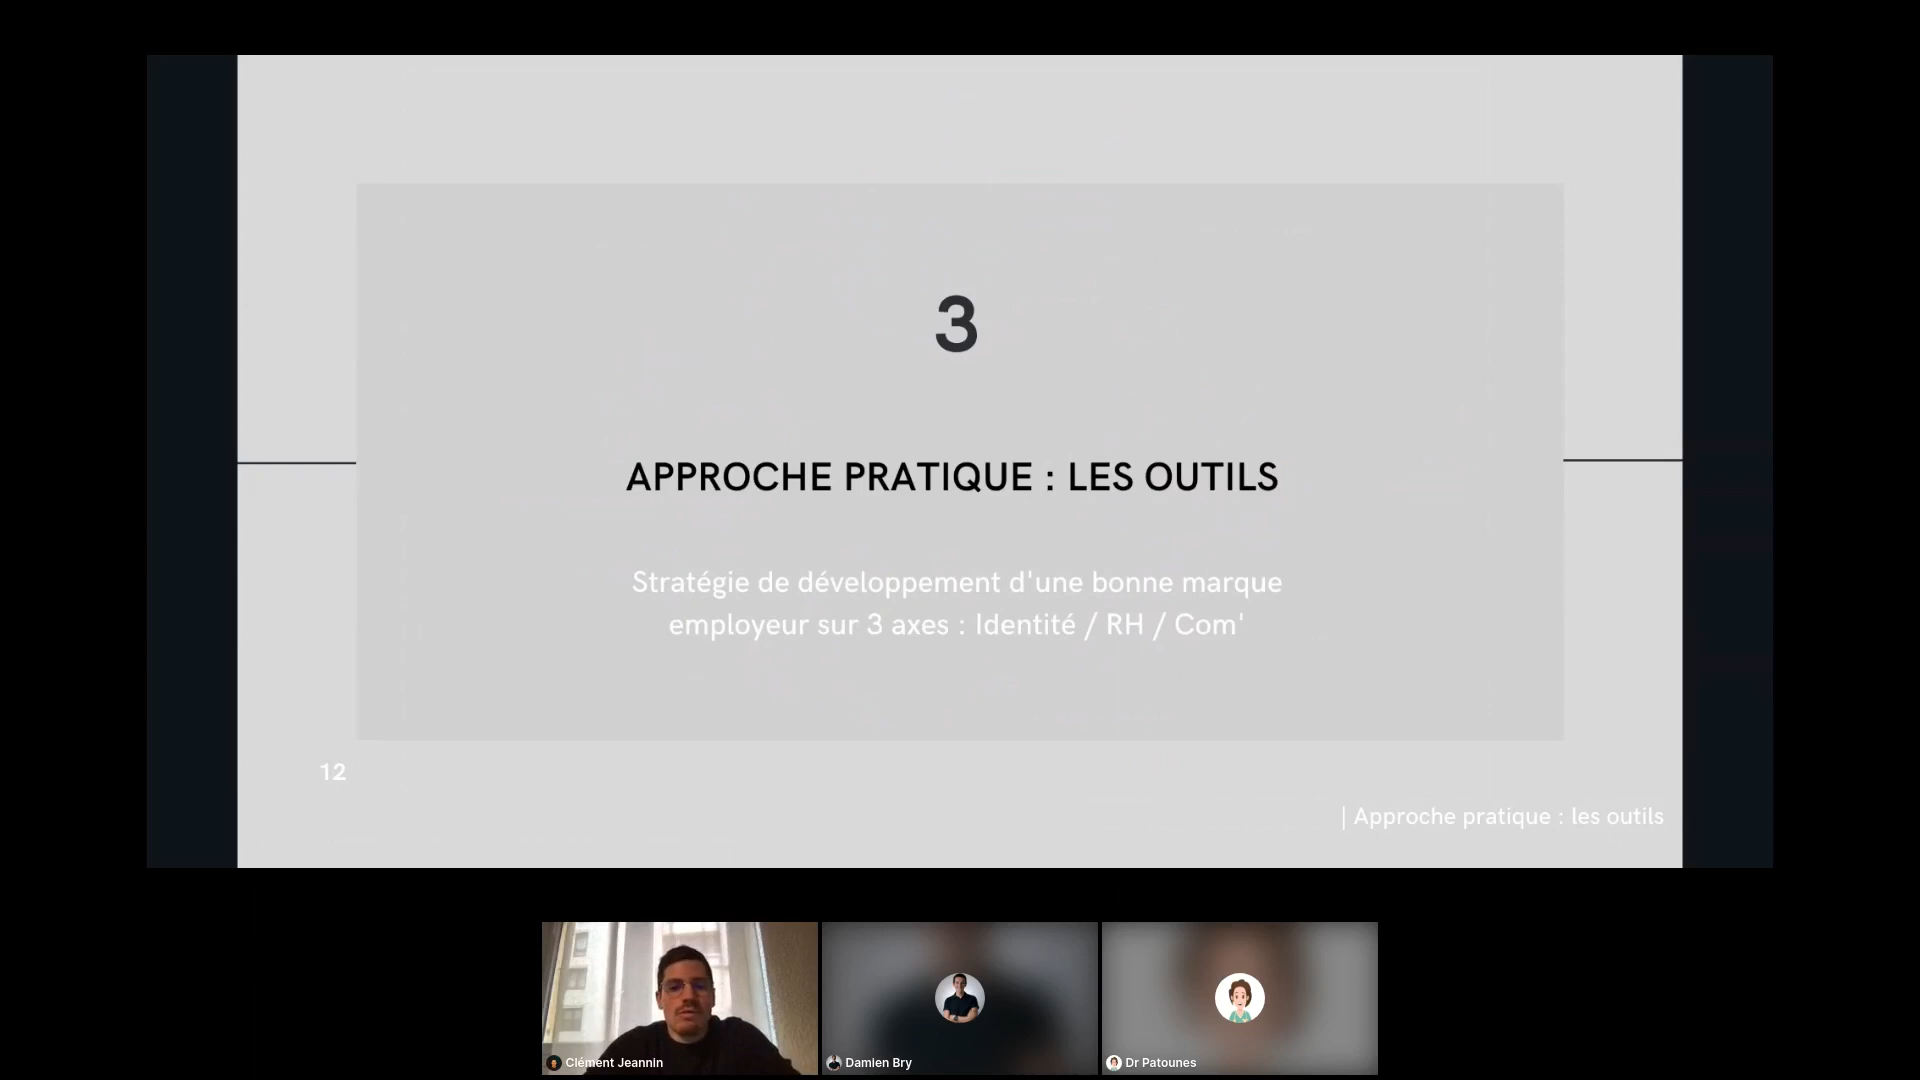 3
APPROCHE PRATIQUE : LES OUTILS
Stratégie de développement d'une bonne marque
employeur sur 3 axes : Identité / RH / Com'
12
| Approche pratique : les outils
Clément Jeannin
Damien Bry
Dr Patounes